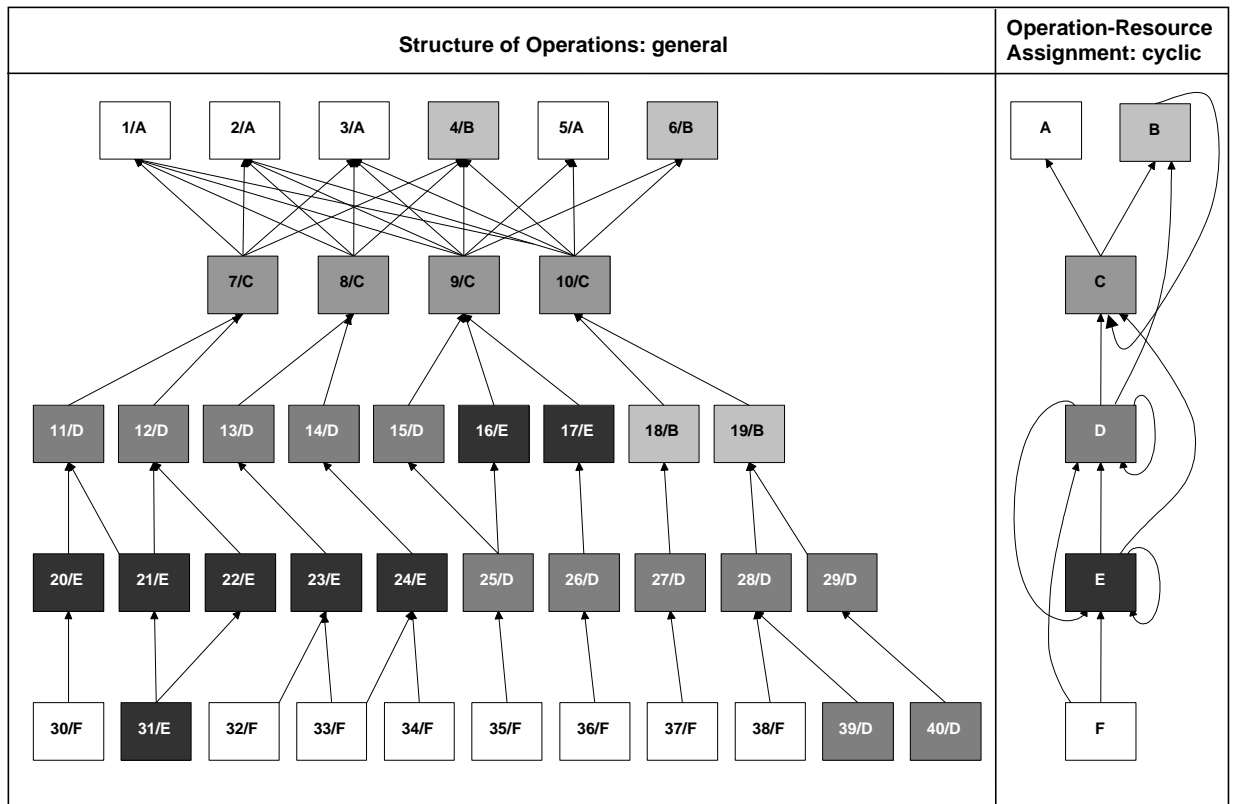 Structure of Operations: general
Operation-Resource
Assignment: cyclic
1/A 2/A 3/A 4/B 5/A 6/B
7/C 8/C 9/C 10/C
11/D 12/D 13/D 14/D 15/D 16/E 17/E 18/B 19/B
20/E 21/E 22/E 23/E 24/E 25/D 26/D 27/D 28/D 29/D
30/F 31/E 32/F 33/F 34/F 35/F 36/F 37/F 38/F 39/D 40/D
A B
C
D
E
F